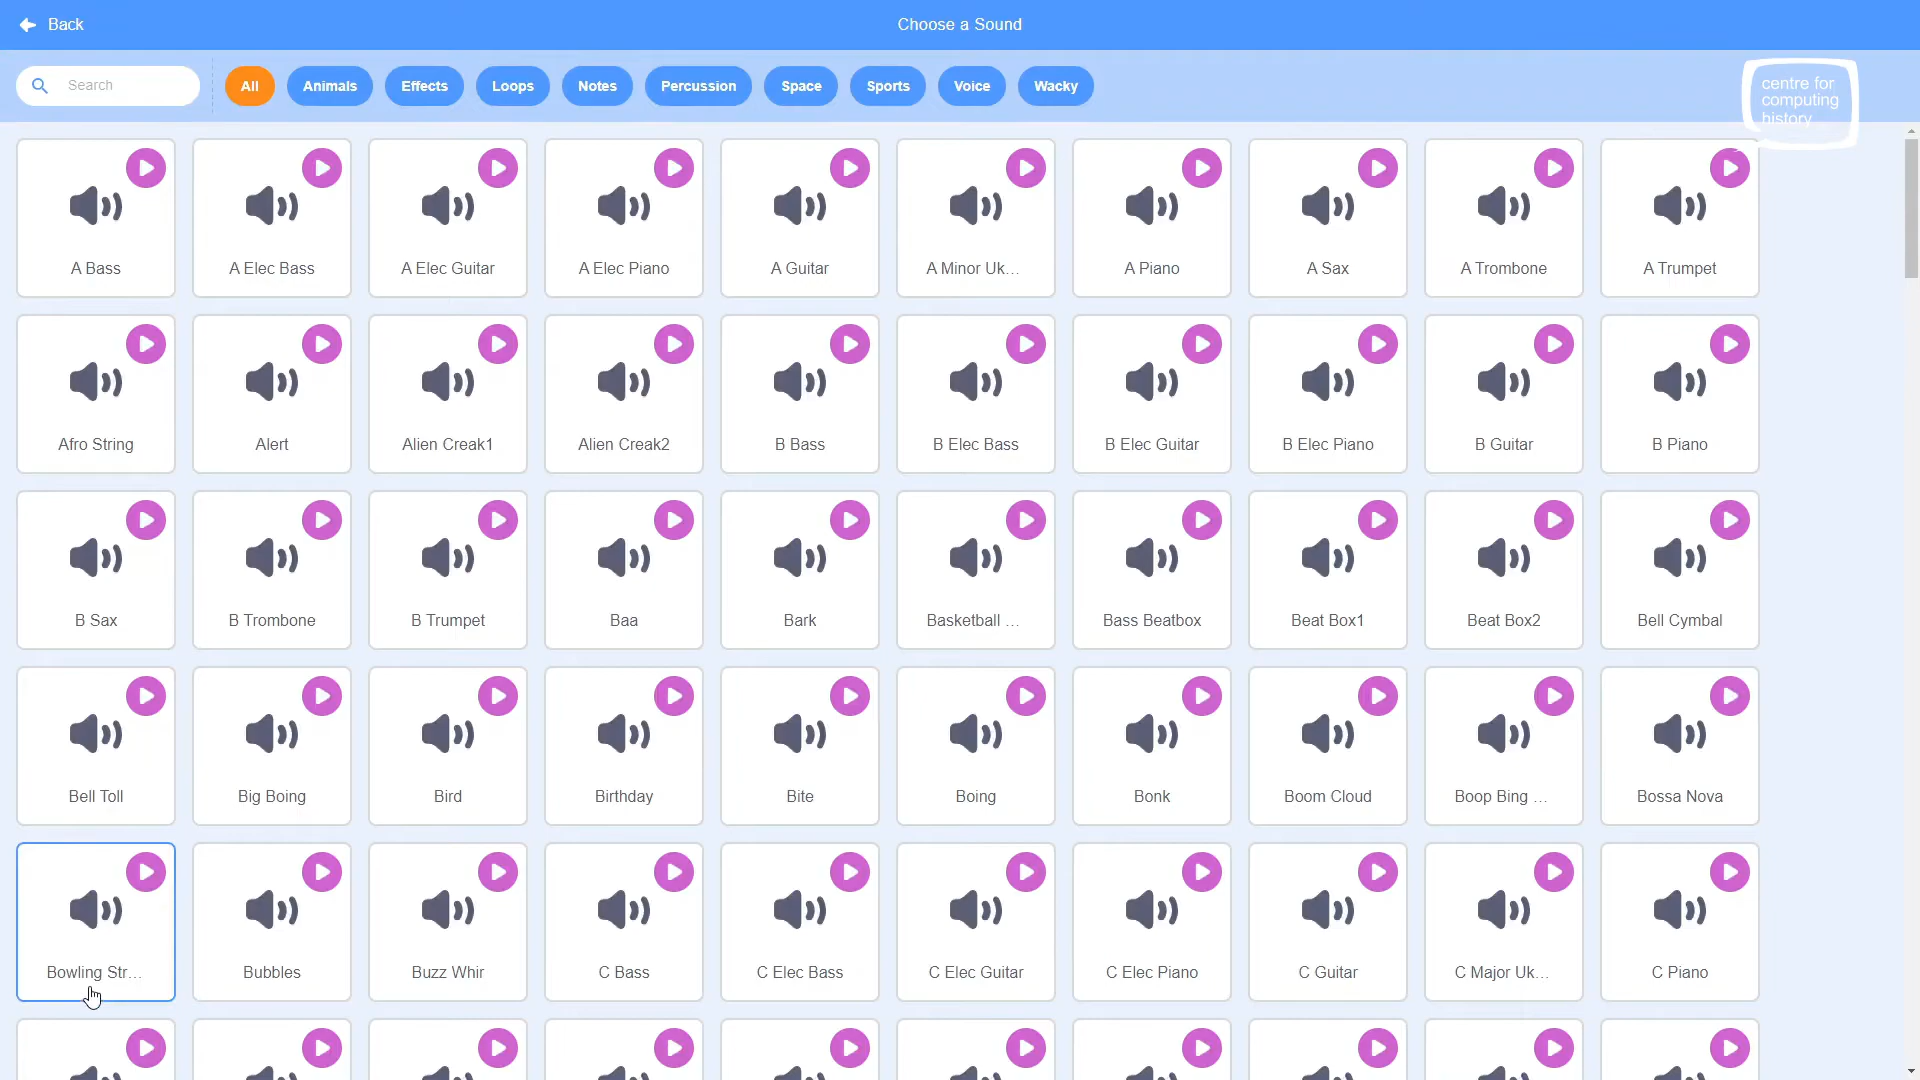 Back
Choose a Sound
Search
All
Animals
Effects
Loops
Notes
Percussion
Space
Sports
Voice
Wacky
centre for
computing
history
A Bass
A Elec Bass
A Elec Guitar
A Elec Piano
A Guitar
A Minor Uk...
A Piano
A Sax
A Trombone
A Trumpet
Afro String
Alert
Alien Creak1
Alien Creak2
B Bass
B Elec Bass
B Elec Guitar
B Elec Piano
B Guitar
B Piano
B Sax
B Trombone
B Trumpet
Baa
Bark
Basketball ...
Bass Beatbox
Beat Box1
Beat Box2
Bell Cymbal
Bell Toll
Big Boing
Bird
Birthday
Bite
Boing
Bonk
Boom Cloud
Boop Bing ...
Bossa Nova
Bowling Str...
Bubbles
Buzz Whir
C Bass
C Elec Bass
C Elec Guitar
C Elec Piano
C Guitar
C Major Uk...
C Piano